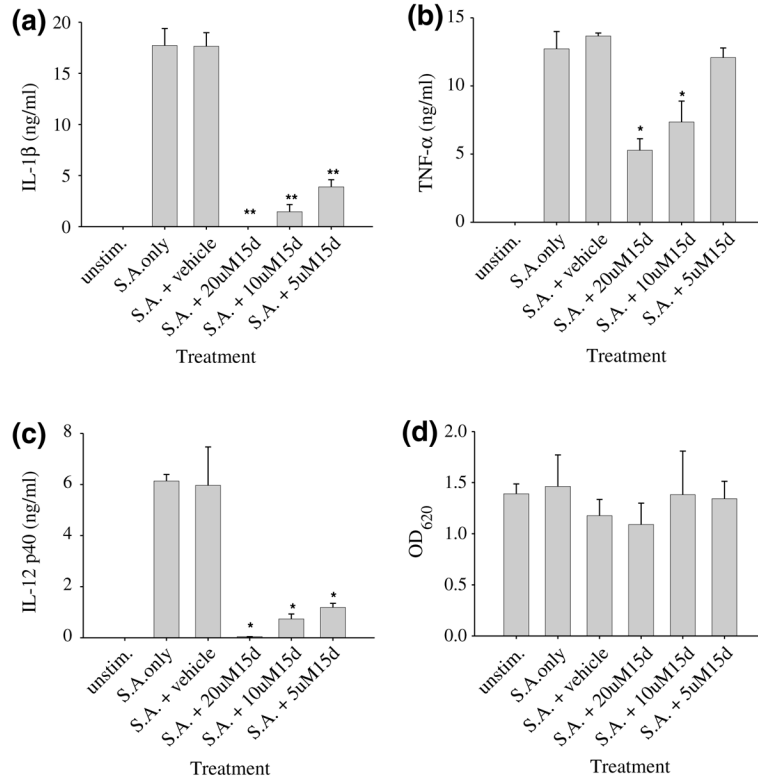 (a)
20
15
10
5
0
IL-1β (ng/ml)
**
**
**
unstim.
S.A.only
S.A. + vehicle
S.A. + 20uM15d
S.A. + 10uM15d
S.A. + 5uM15d
Treatment
(b)
15
10
5
0
TNF-α (ng/ml)
*
*
unstim.
S.A.only
S.A. + vehicle
S.A. + 20uM15d
S.A. + 10uM15d
S.A. + 5uM15d
Treatment
(c)
8
6
4
2
0
IL-12 p40 (ng/ml)
*
*
*
unstim.
S.A.only
S.A. + vehicle
S.A. + 20uM15d
S.A. + 10uM15d
S.A. + 5uM15d
Treatment
(d)
2.0
1.5
1.0
0.5
0.0
OD620
unstim.
S.A.only
S.A. + vehicle
S.A. + 20uM15d
S.A. + 10uM15d
S.A. + 5uM15d
Treatment